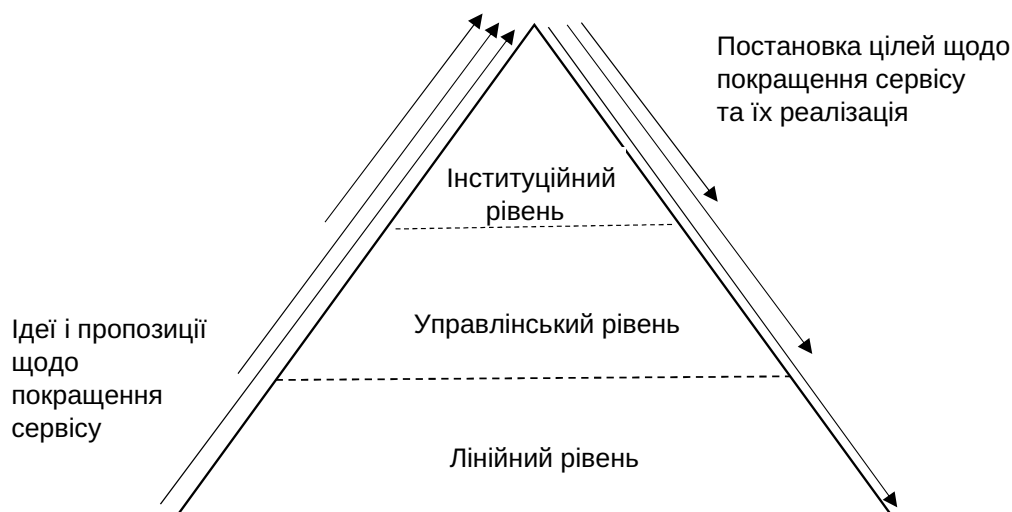 Постановка цілей щодо
покращення сервісу
та їх реалізація
Інституційний
рівень
Ідеї і пропозиції
щодо
покращення
сервісу
Управлінський рівень
Лінійний рівень